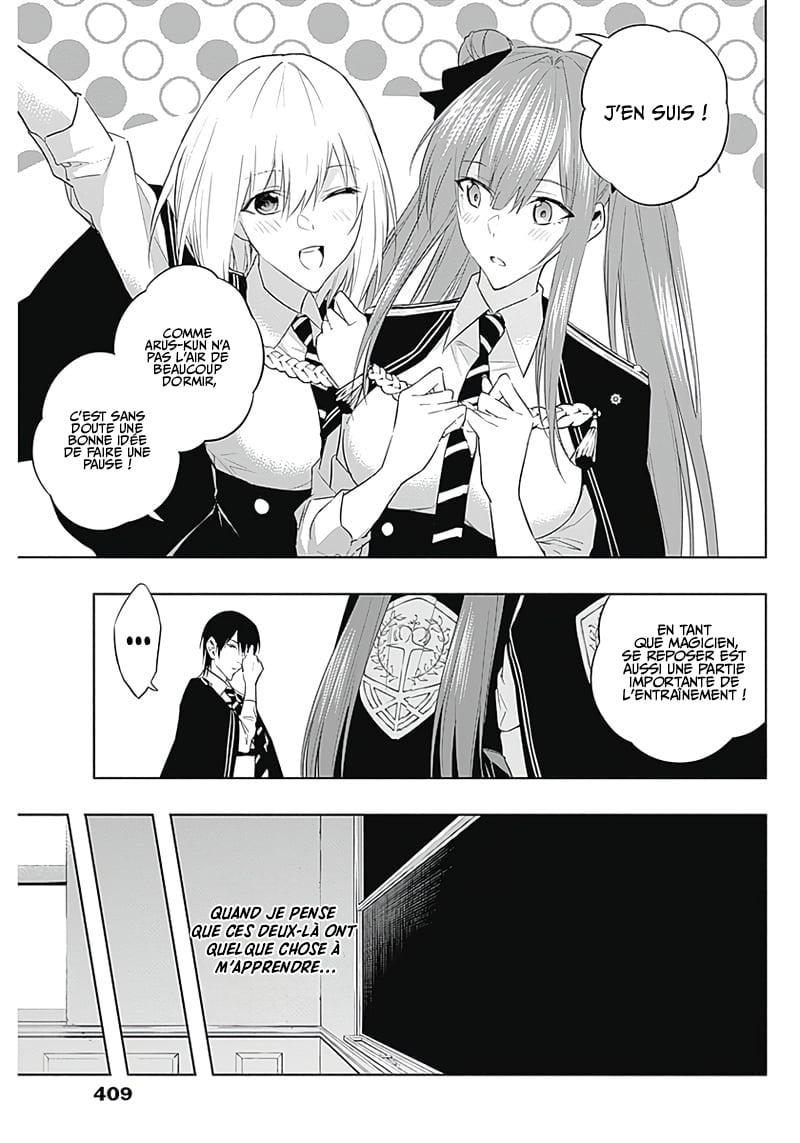 J'EN SUIS !
COMME
ARUS-KUN N'A
PAS L'AIR DE
BEAUCOUP
DORMIR,
C'EST SANS
DOUTE UNE
BONNE IDÉE
DE FAIRE UNE
PAUSE !
EN TANT
QUE MAGICIEN,
SE REPOSER EST
AUSSI UNE PARTIE
IMPORTANTE DE
L'ENTRAÎNEMENT !
...
QUAND JE PENSE
QUE CES DEUX-LÀ ONT
QUELQUE CHOSE À
M'APPRENDRE...
409